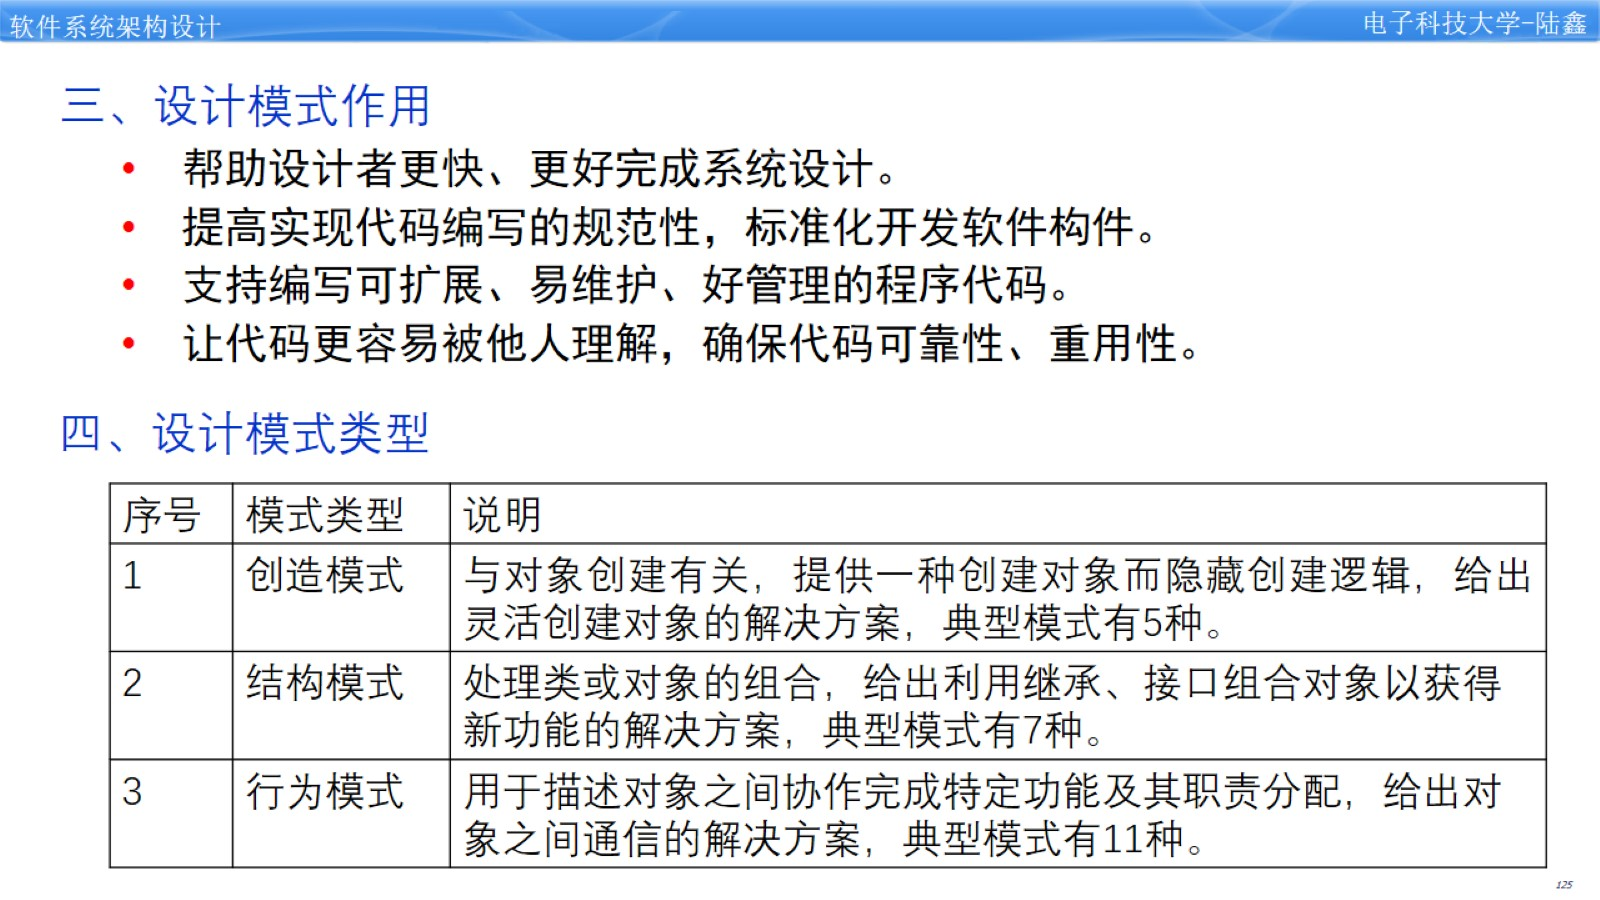 软件系统架构设计
电子科技大学-陆鑫
三、设计模式作用
• 帮助设计者更快、更好完成系统设计。
• 提高实现代码编写的规范性，标准化开发软件构件。
• 支持编写可扩展、易维护、好管理的程序代码。
• 让代码更容易被他人理解，确保代码可靠性、重用性。
四、设计模式类型
序号 模式类型 说明
1 创造模式 与对象创建有关，提供一种创建对象而隐藏创建逻辑，给出
灵活创建对象的解决方案，典型模式有5种。
2 结构模式 处理类或对象的组合，给出利用继承、接口组合对象以获得
新功能的解决方案，典型模式有7种。
3 行为模式 用于描述对象之间协作完成特定功能及其职责分配，给出对
象之间通信的解决方案，典型模式有11种。
125